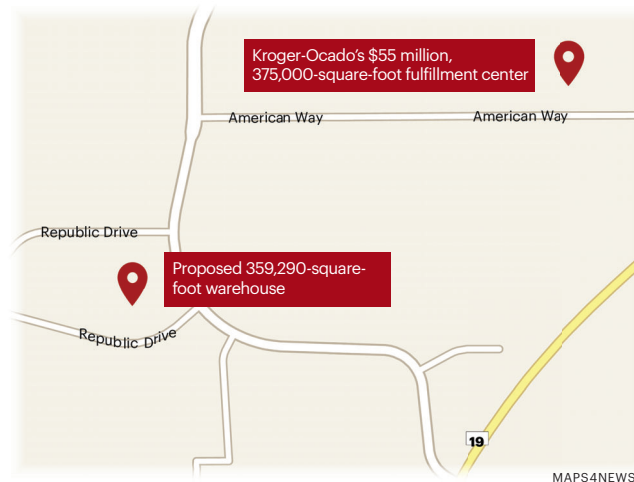 Kroger-Ocado's $55 million,
375,000-square-foot fulfillment center
American Way
American Way
Republic Drive
Proposed 359,290-square-
foot warehouse
Republic Drive
19
MAPS4NEWS